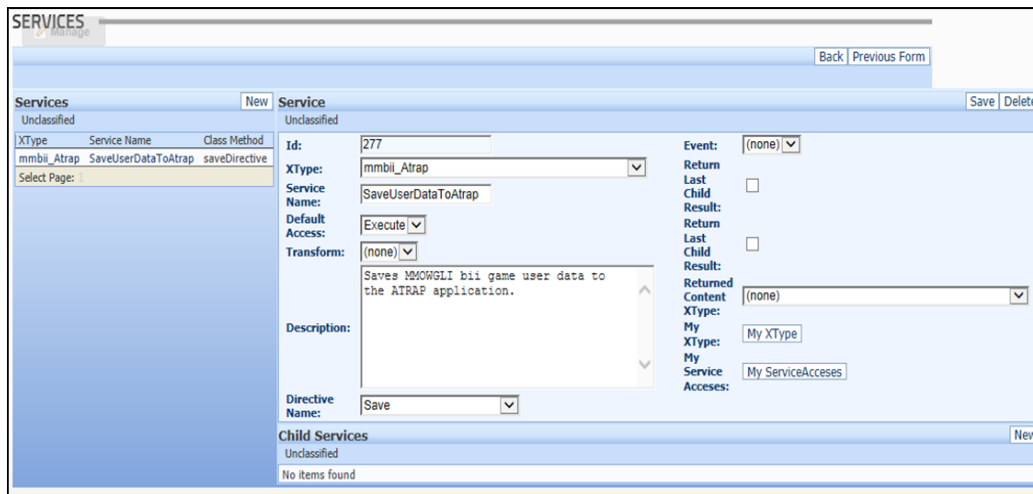 SERVICES
Manage
Back Previous Form
Services New
Unclassified
XType Service Name Class Method
mmbii_Atrap SaveUserDataToAtrap saveDirective
Select Page: 1
Service Save Delete
Unclassified
Id: 277
XType: mmbii_Atrap
Service Name: SaveUserDataToAtrap
Default Access: Execute
Transform: (none)
Description: Saves MMOWGLI bii game user data to
the ATRAP application.
Directive Name: Save
Event: (none)
Return
Last
Child
Result:
Return
Last
Child
Result:
Returned
Content (none)
XType:
My
XType: My XType
My
Service My ServiceAcceses
Acceses:
Child Services New
Unclassified
No items found